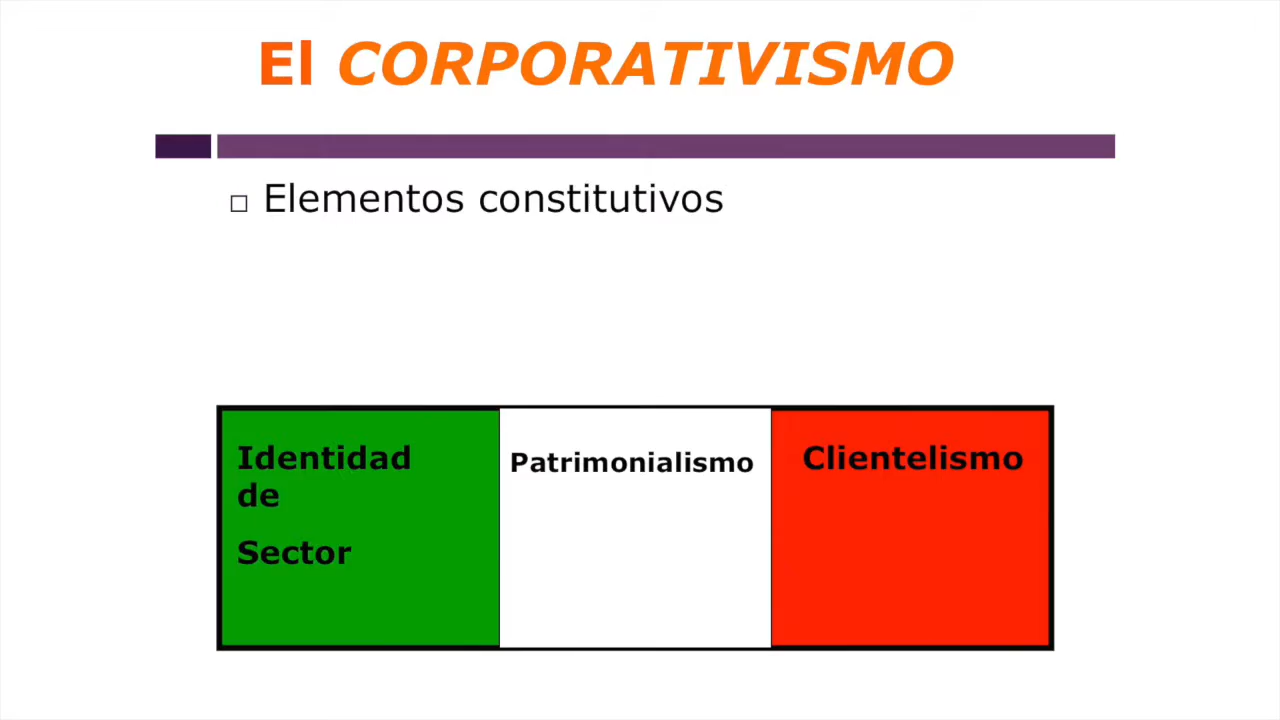 El CORPORATIVISMO
Elementos constitutivos
Identidad
de
Sector
Patrimonialismo
Clientelismo